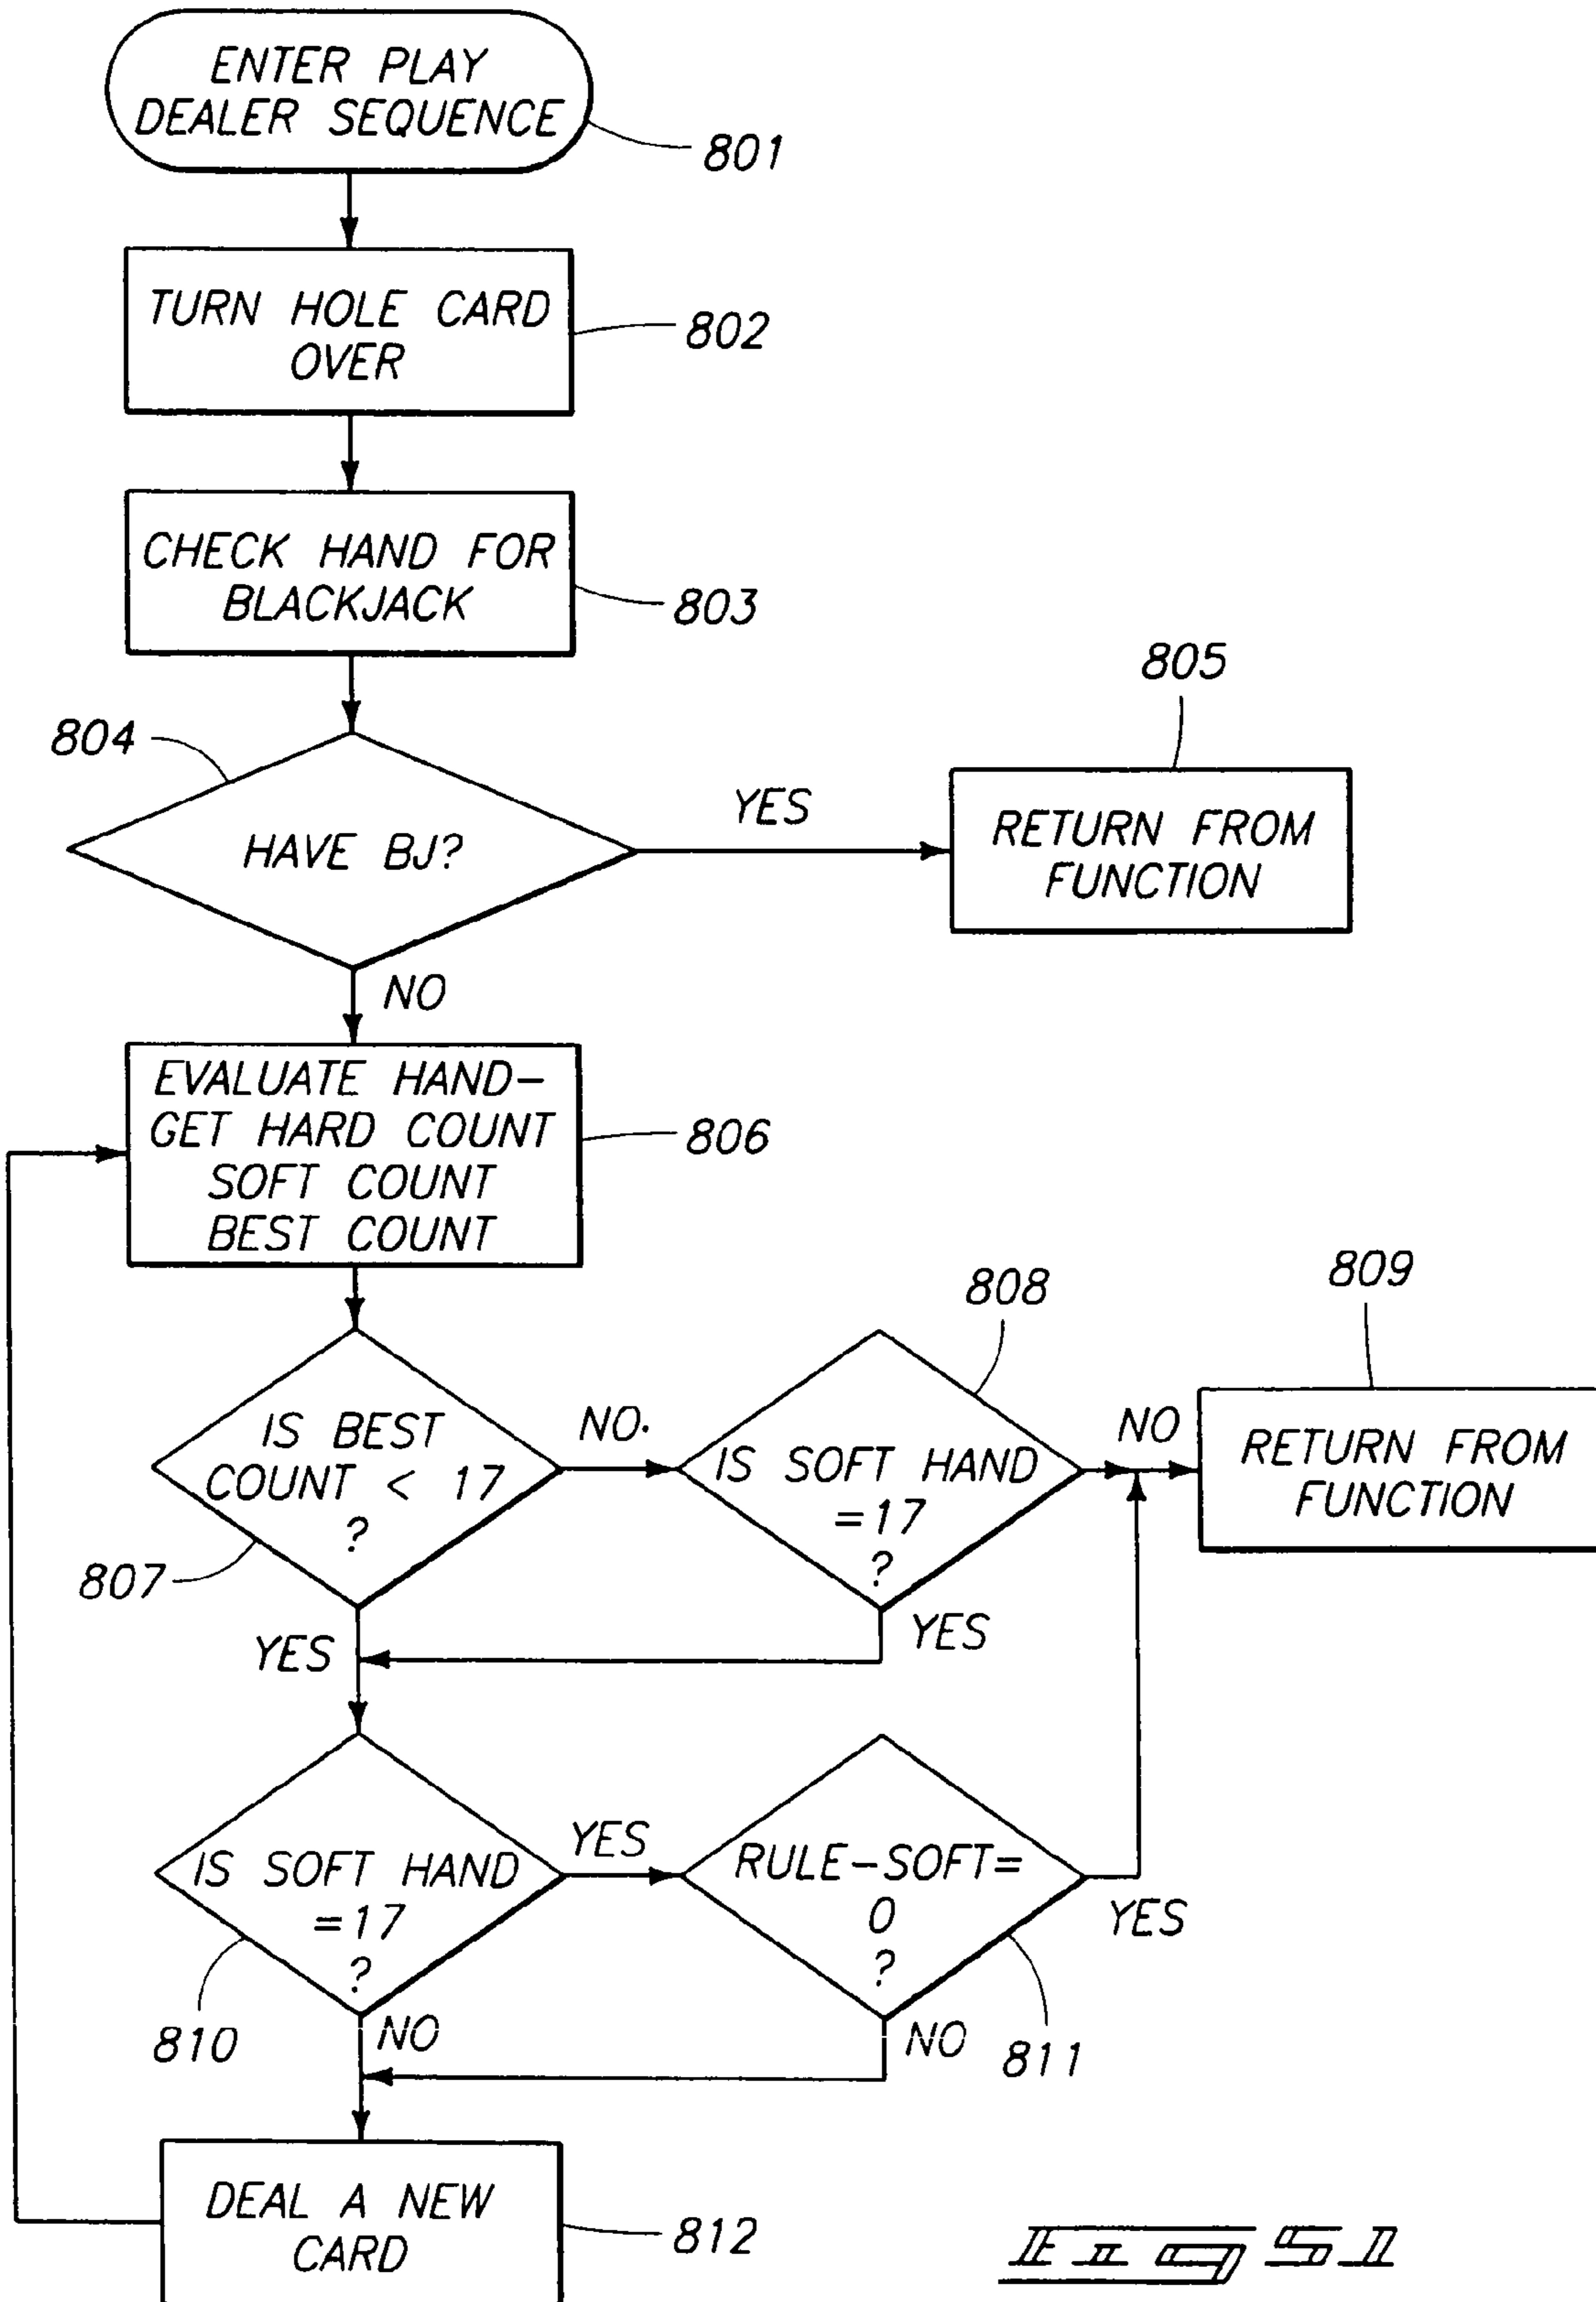 ENTER PLAY
DEALER SEQUENCE
801
TURN HOLE CARD
OVER
802
CHECK HAND FOR
BLACKJACK
803
804
HAVE BJ?
YES
805
RETURN FROM
FUNCTION
NO
EVALUATE HAND-
GET HARD COUNT
SOFT COUNT
BEST COUNT
806
IS BEST
COUNT < 17
?
807
NO.
808
IS SOFT HAND
=17
?
NO
809
RETURN FROM
FUNCTION
YES
YES
IS SOFT HAND
=17
?
810
YES
RULE-SOFT=
0
?
811
YES
NO
NO
DEAL A NEW
CARD
812
Fig 51